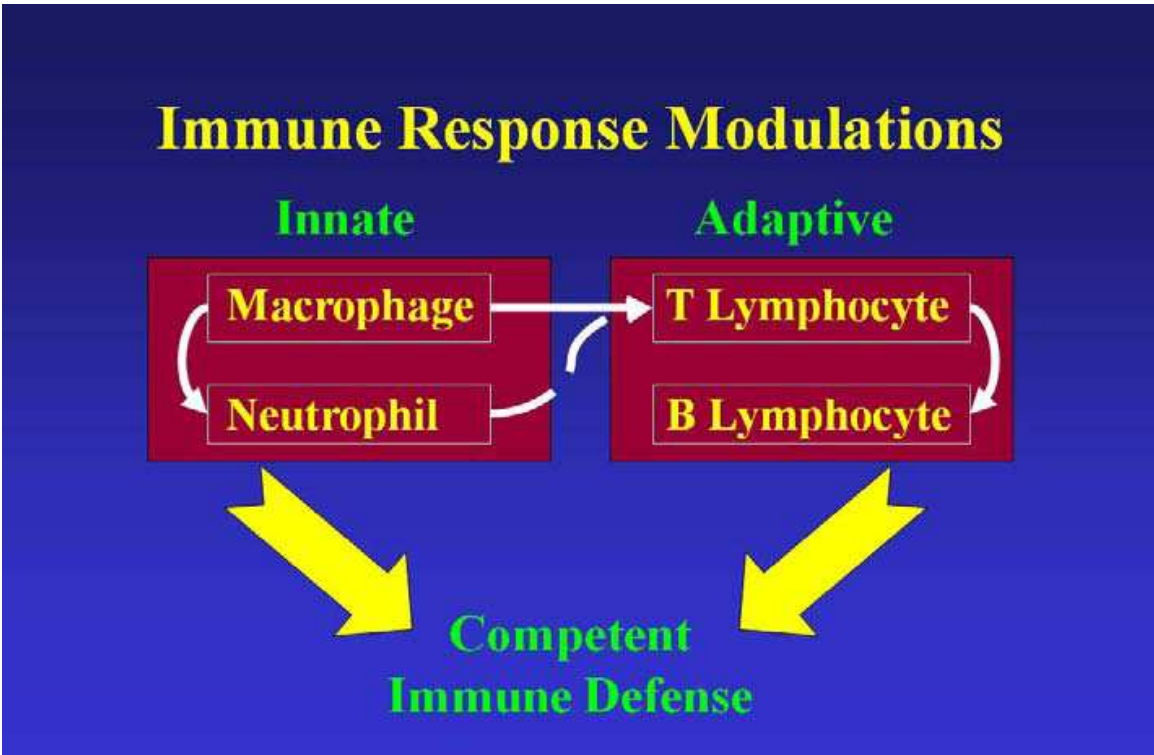 Immune Response Modulations
Innate
Adaptive
Macrophage
T Lymphocyte
Neutrophil
B Lymphocyte
Competent
Immune Defense